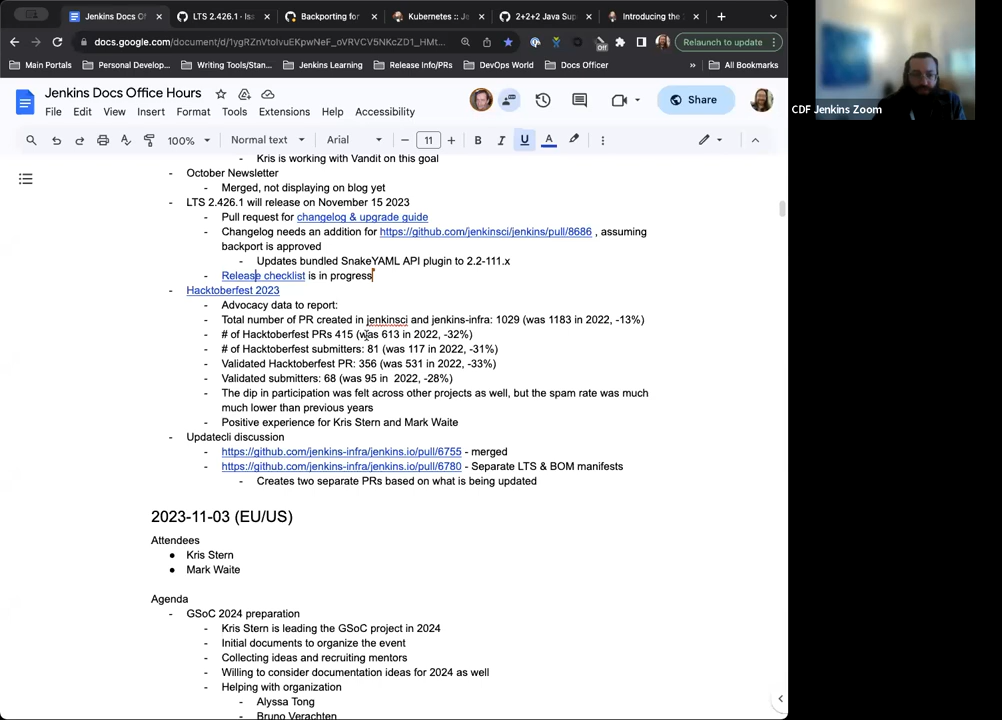 Jenkins Docs Of
LTS 2.426.1 · Iss
Backporting for
Kubernetes :: Je
2+2+2 Java Sup
Introducing the
docs.google.com/document/d/1ygRZnVtoIvuEKpwNeF_oVRVCV5NKcZD1_HMt...
Off
Relaunch to update
Main Portals
Personal Develop...
Writing Tools/Stan...
Jenkins Learning
Release Info/PRs
DevOps World
Docs Officer
»
All Bookmarks
CDF Jenkins Zoom
Jenkins Docs Office Hours
File Edit View Insert Format Tools Extensions Help Accessibility
Share
100% Normal text Arial 11 B I U A
- Kris is working with Vandit on this goal
- October Newsletter
- Merged, not displaying on blog yet
- LTS 2.426.1 will release on November 15 2023
- Pull request for changelog & upgrade guide
- Changelog needs an addition for https://github.com/jenkinsci/jenkins/pull/8686 , assuming
backport is approved
- Updates bundled SnakeYAML API plugin to 2.2-111.x
- Release checklist is in progress
- Hacktoberfest 2023
- Advocacy data to report:
- Total number of PR created in jenkinsci and jenkins-infra: 1029 (was 1183 in 2022, -13%)
- # of Hacktoberfest PRs 415 (was 613 in 2022, -32%)
- # of Hacktoberfest submitters: 81 (was 117 in 2022, -31%)
- Validated Hacktoberfest PR: 356 (was 531 in 2022, -33%)
- Validated submitters: 68 (was 95 in 2022, -28%)
- The dip in participation was felt across other projects as well, but the spam rate was much
much lower than previous years
- Positive experience for Kris Stern and Mark Waite
- Updatecli discussion
- https://github.com/jenkins-infra/jenkins.io/pull/6755 - merged
- https://github.com/jenkins-infra/jenkins.io/pull/6780 - Separate LTS & BOM manifests
- Creates two separate PRs based on what is being updated
2023-11-03 (EU/US)
Attendees
● Kris Stern
● Mark Waite
Agenda
- GSoC 2024 preparation
- Kris Stern is leading the GSoC project in 2024
- Initial documents to organize the event
- Collecting ideas and recruiting mentors
- Willing to consider documentation ideas for 2024 as well
- Helping with organization
- Alyssa Tong
- Bruno Verachten